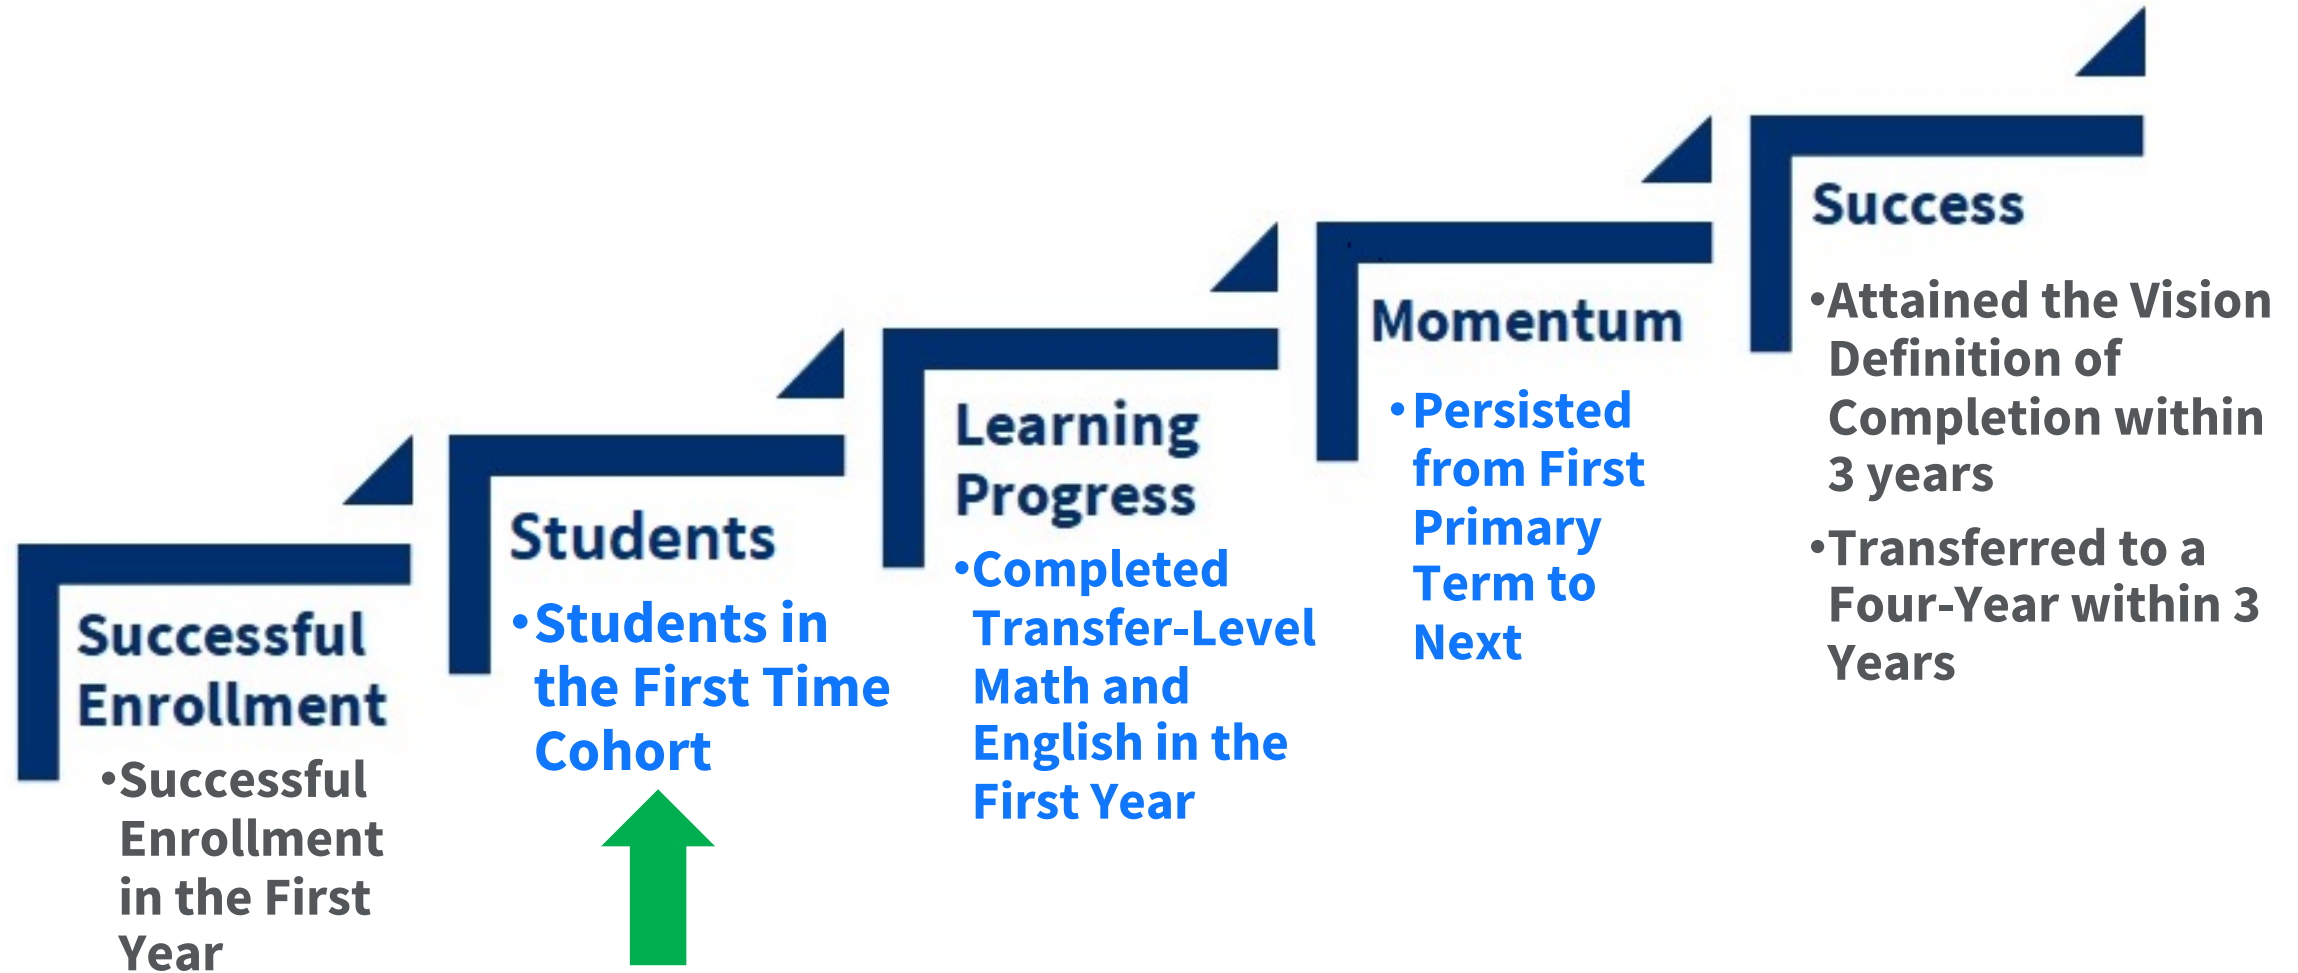 Successful
Enrollment
•Successful
Enrollment
in the First
Year
Students
•Students in
the First Time
Cohort
Learning
Progress
•Completed
Transfer-Level
Math and
English in the
First Year
Momentum
•Persisted
from First
Primary
Term to
Next
Success
•Attained the Vision
Definition of
Completion within
3 years
•Transferred to a
Four-Year within 3
Years